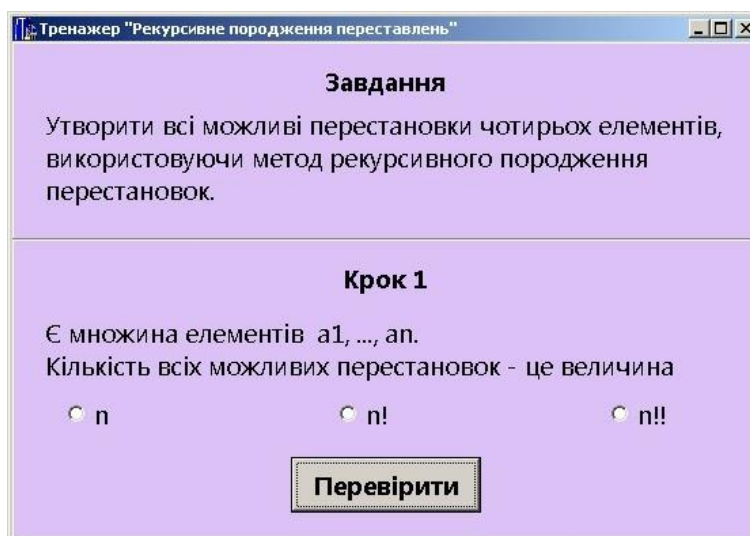 Тренажер "Рекурсивне породження переставлень"
Завдання
Утворити всі можливі перестановки чотирьох елементів,
використовуючи метод рекурсивного породження
перестановок.
Крок 1
Є множина елементів a1, ..., an.
Кількість всіх можливих перестановок - це величина
n n! n!!
Перевірити